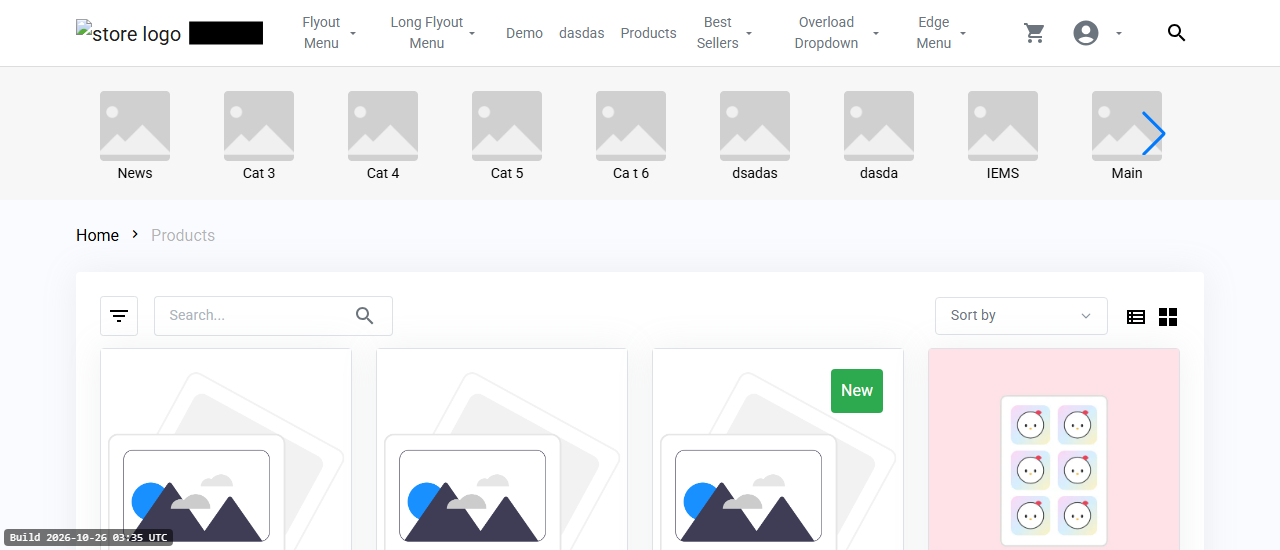 store logo
Flyout
Menu
Long Flyout
Menu
Demo
dasdas
Products
Best
Sellers
Overload
Dropdown
Edge
Menu
News
Cat 3
Cat 4
Cat 5
Ca t 6
dsadas
dasda
IEMS
Main
Home
Products
Search...
Sort by
New
Build 2026-10-26 03:35 UTC